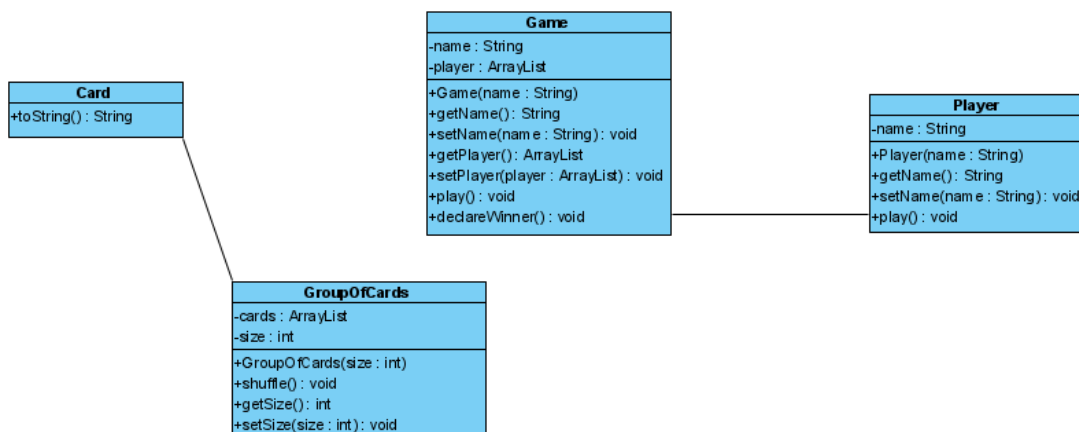 Game
-name : String
-player : ArrayList
+Game(name : String)
+getName() : String
+setName(name : String) : void
+getPlayer() : ArrayList
+setPlayer(player : ArrayList) : void
+play() : void
+declareWinner() : void
Card
+toString() : String
Player
-name : String
+Player(name : String)
+getName() : String
+setName(name : String) : void
+play() : void
GroupOfCards
-cards : ArrayList
-size : int
+GroupOfCards(size : int)
+shuffle() : void
+getSize() : int
+setSize(size : int) : void